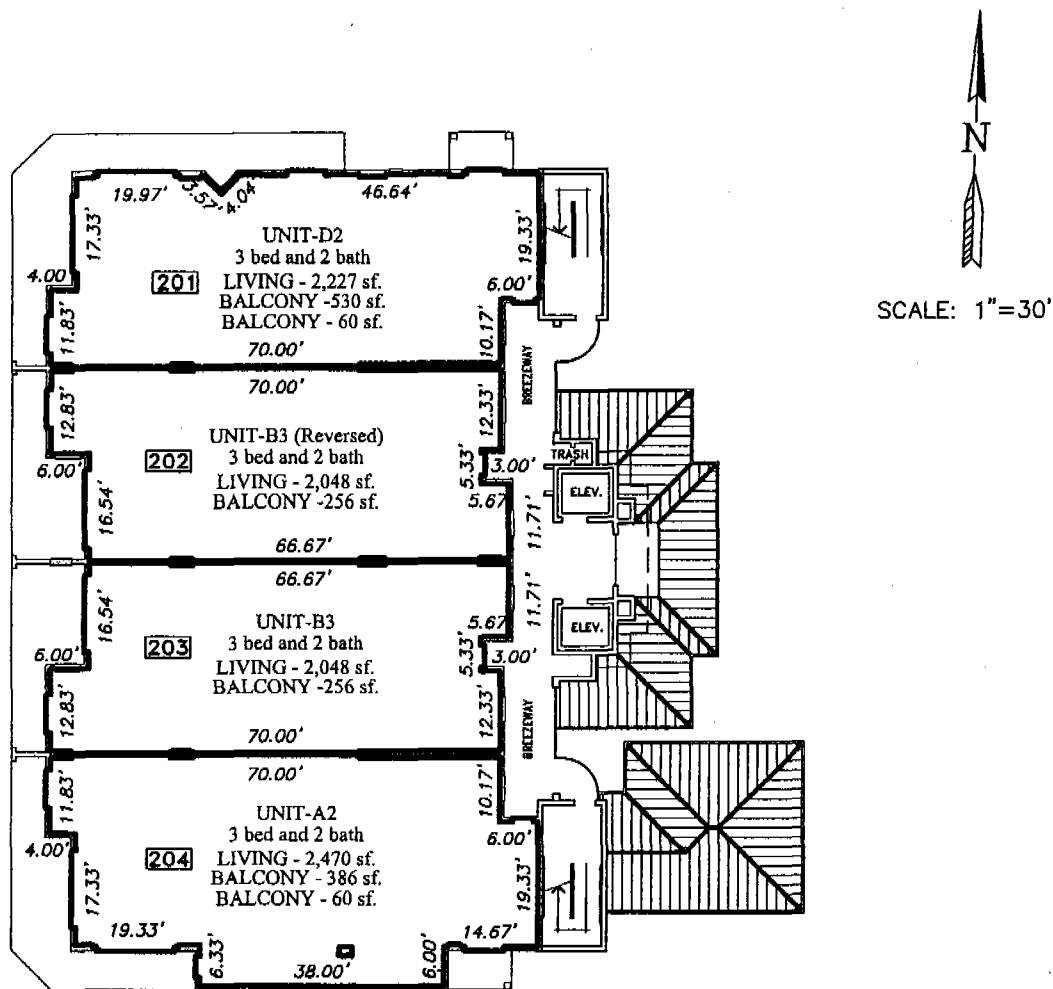 N
SCALE: 1"=30'
19.97'
3.57'
4.04'
46.64'
17.33'
19.33'
UNIT-D2
3 bed and 2 bath
4.00'
201
LIVING - 2,227 sf.
6.00'
BALCONY -530 sf.
BALCONY - 60 sf.
11.83'
10.17'
70.00'
70.00'
BREEZEWAY
12.83'
12.33'
UNIT-B3 (Reversed)
3 bed and 2 bath
202
TRASH
6.00'
5.33'
3.00'
LIVING - 2,048 sf.
BALCONY -256 sf.
5.67
ELEV.
16.54'
11.71'
66.67'
66.67'
16.54'
11.71'
UNIT-B3
5.67
ELEV.
3 bed and 2 bath
203
6.00'
5.33'
3.00'
LIVING - 2,048 sf.
BALCONY -256 sf.
12.83'
12.33'
BREEZEWAY
70.00'
70.00'
11.83'
10.17'
UNIT-A2
3 bed and 2 bath
6.00'
4.00'
204
LIVING - 2,470 sf.
BALCONY - 386 sf.
BALCONY - 60 sf.
17.33'
19.33'
19.33'
14.67'
6.33'
38.00'
6.00'